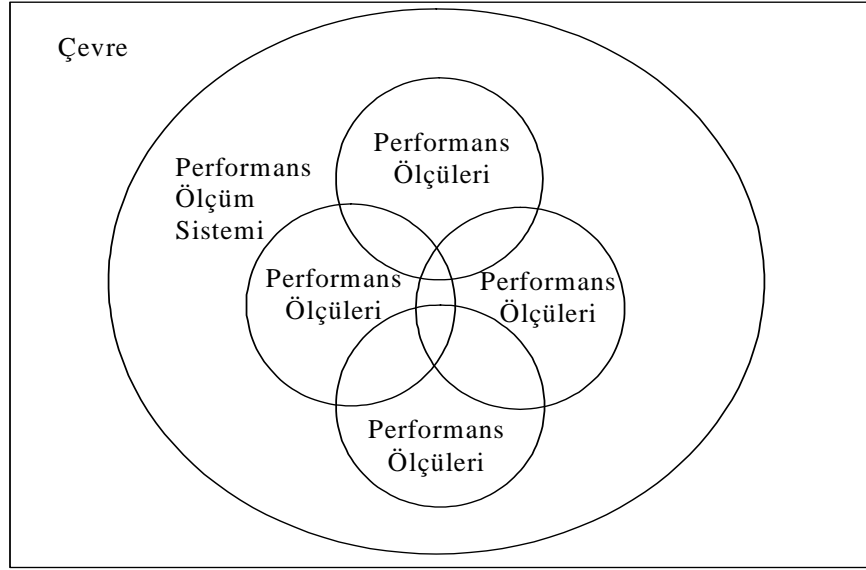 Çevre
Performans
Ölçüleri
Performans
Ölçüm
Sistemi
Performans
Ölçüleri
Performans
Ölçüleri
Performans
Ölçüleri